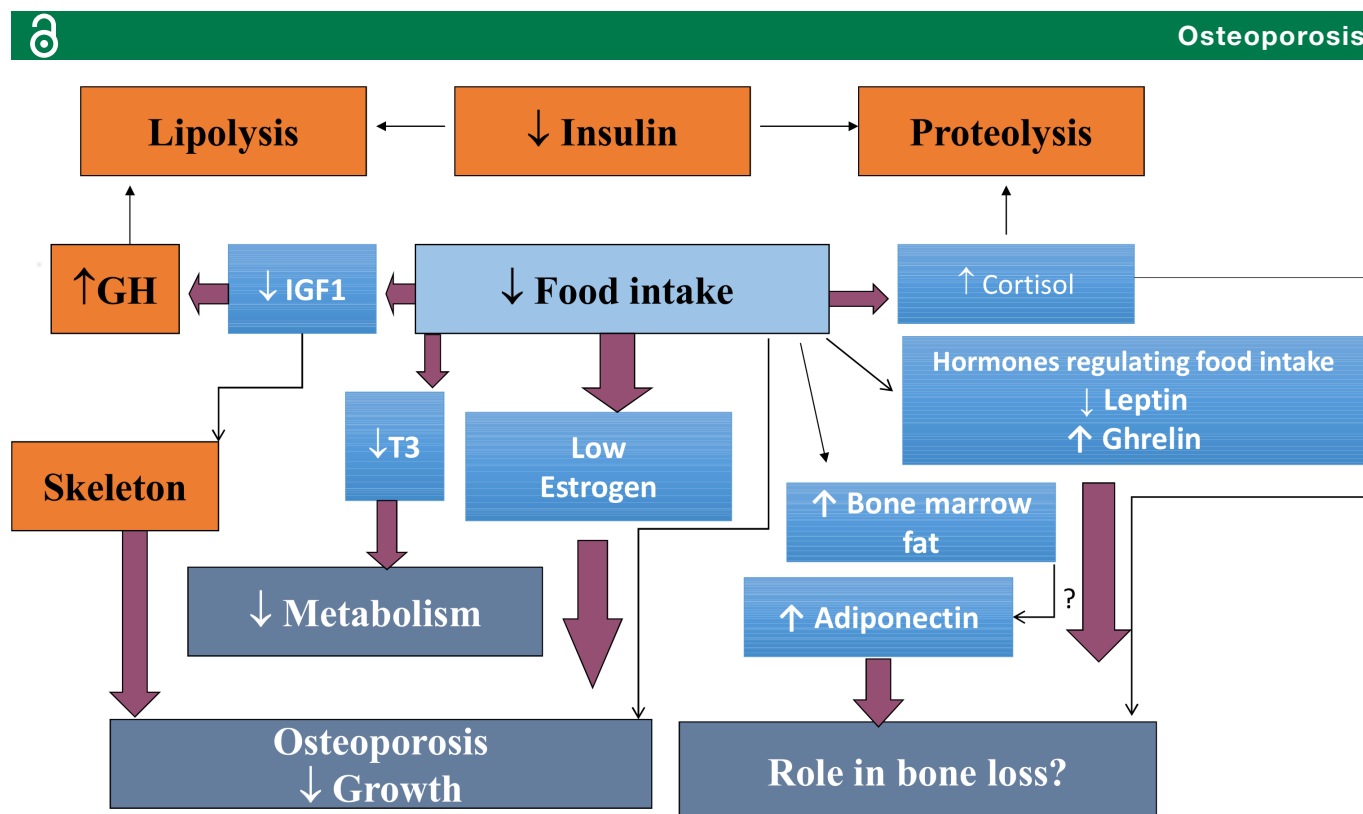 Osteoporosis
Lipolysis
↓ Insulin
Proteolysis
↑GH
↓ IGF1
↓ Food intake
↑ Cortisol
Hormones regulating food intake
↓ Leptin
↑ Ghrelin
↓T3
Low
Estrogen
Skeleton
↑ Bone marrow
fat
?
↑ Adiponectin
↓ Metabolism
Osteoporosis
↓ Growth
Role in bone loss?